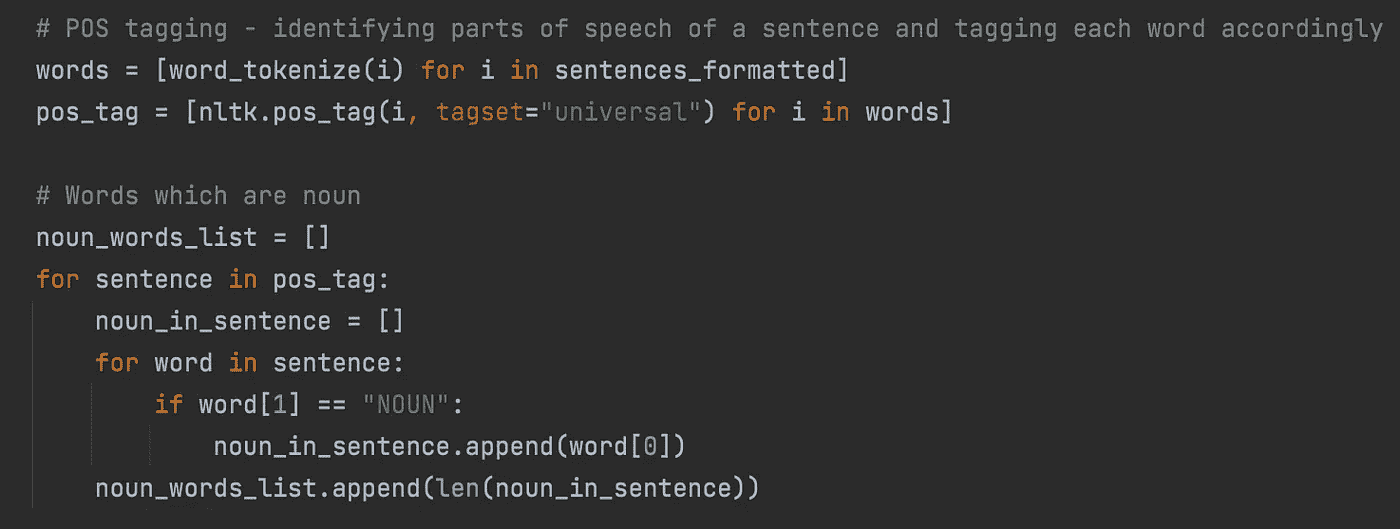 # POS tagging - identifying parts of speech of a sentence and tagging each word accordingly
words = [word_tokenize(i) for i in sentences_formatted]
pos_tag = [nltk.pos_tag(i, tagset="universal") for i in words]
# Words which are noun
noun_words_list = []
for sentence in pos_tag:
    noun_in_sentence = []
    for word in sentence:
        if word[1] == "NOUN":
            noun_in_sentence.append(word[0])
    noun_words_list.append(len(noun_in_sentence))